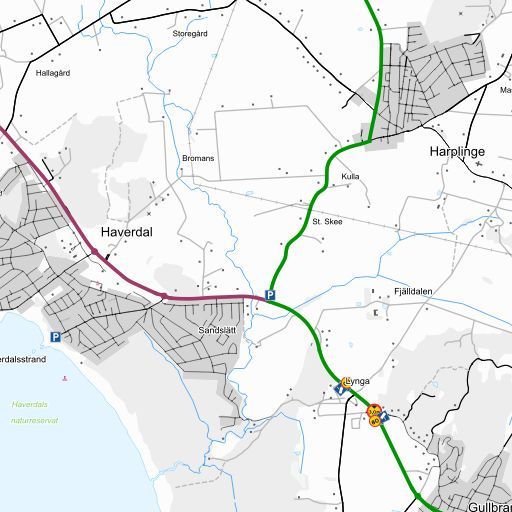 Storegård
Hallagård
Ma
Harplinge
Bromans
Kulla
St. Skee
Haverdal
Fjälldalen
P
Sandslätt
P
erdalsstrand
Lynga
Haverdals
naturreservat
40
Gullbran